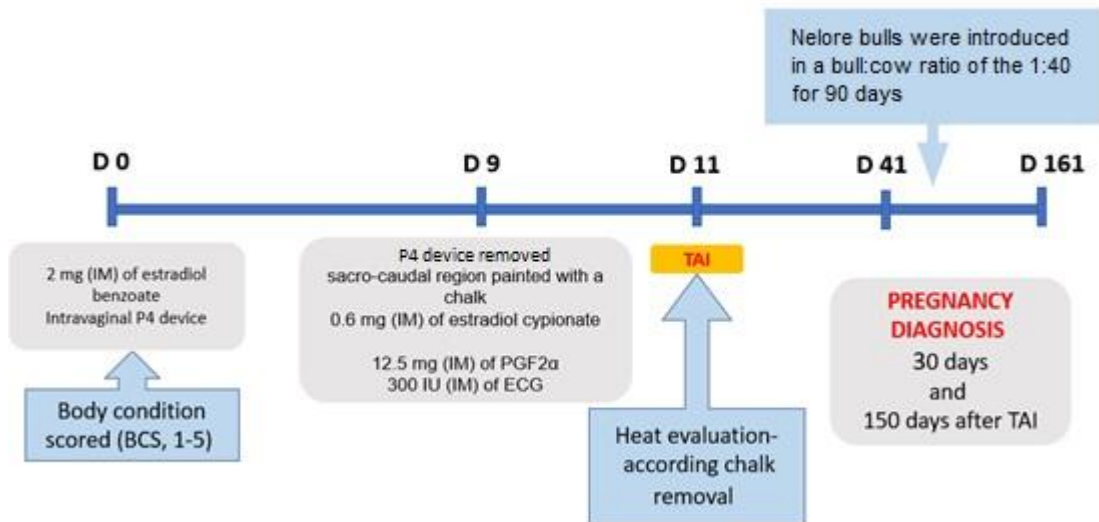 Nelore bulls were introduced
in a bull:cow ratio of the 1:40
for 90 days
D 0
D 9
D 11
D 41
D 161
2 mg (IM) of estradiol
benzoate
Intravaginal P4 device
P4 device removed
sacro-caudal region painted with a
chalk
0.6 mg (IM) of estradiol cypionate
12.5 mg (IM) of PGF2α
300 IU (IM) of ECG
TAI
PREGNANCY
DIAGNOSIS
30 days
and
150 days after TAI
Body condition
scored (BCS, 1-5)
Heat evaluation-
according chalk
removal